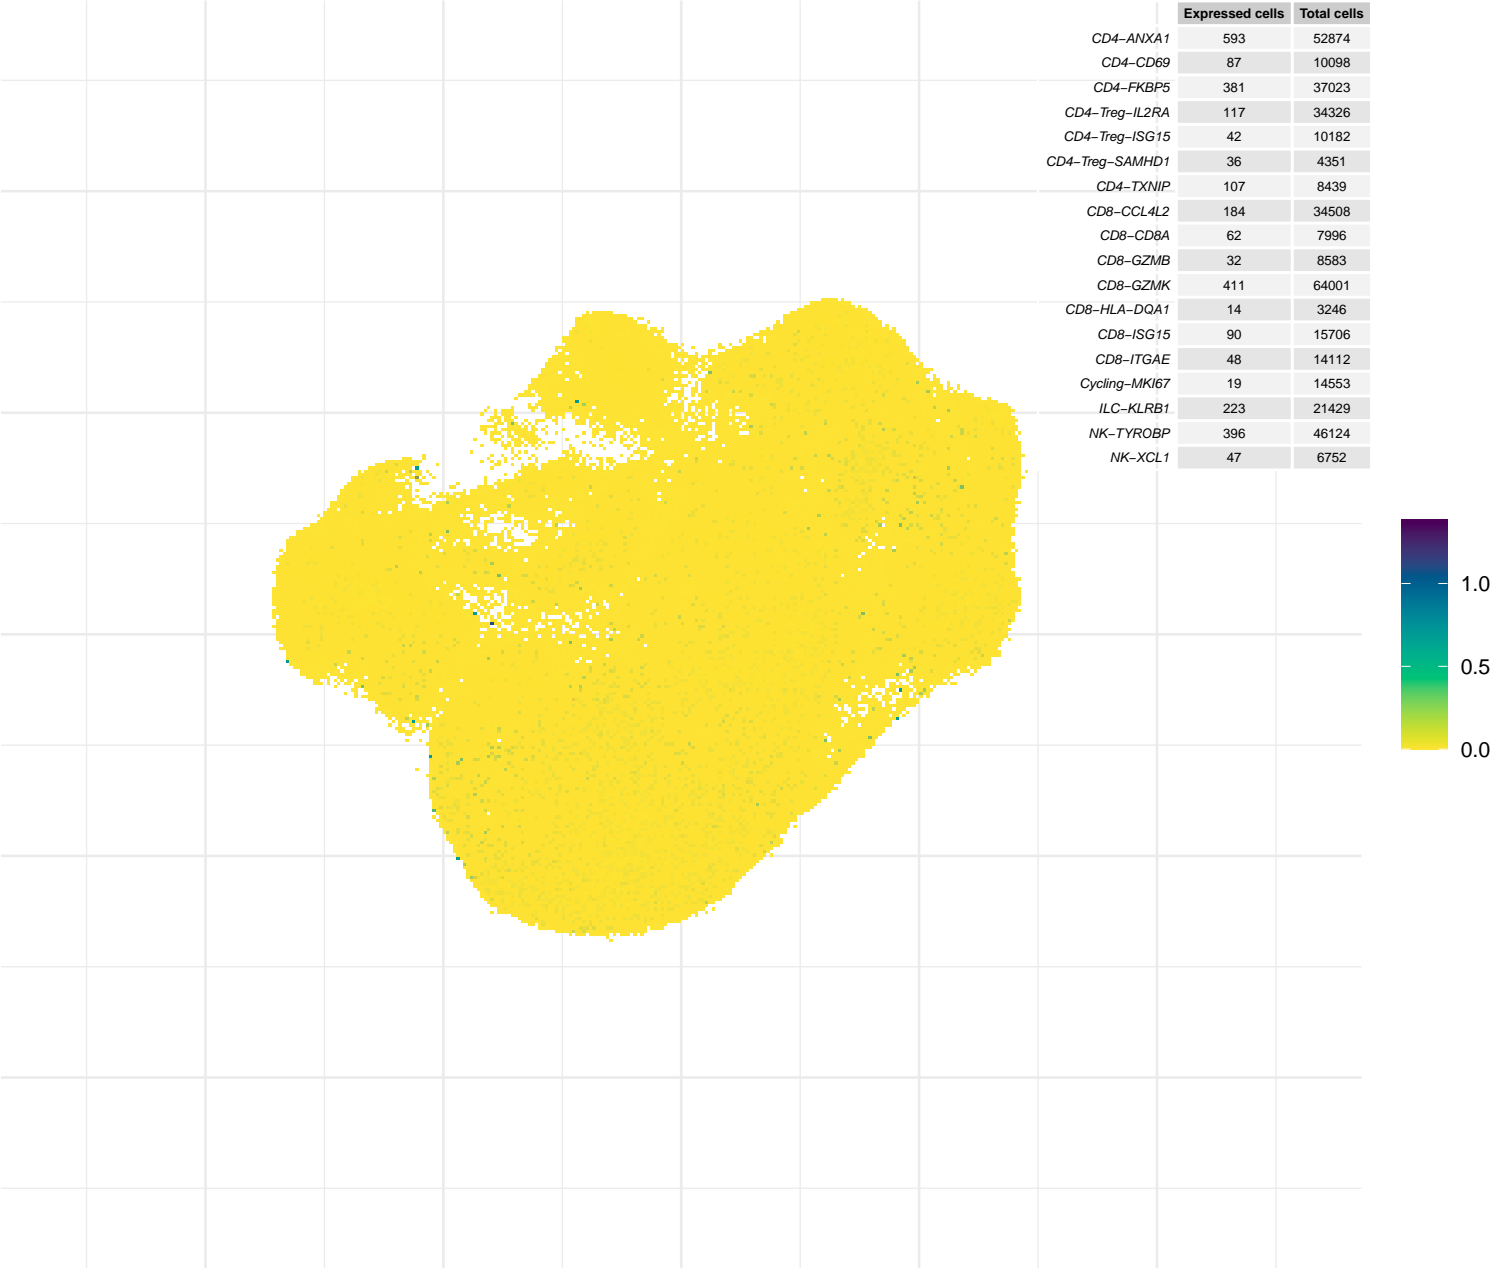 Expressed cells Total cells
CD4−ANXA1 593 52874
CD4−CD69 87 10098
CD4−FKBP5 381 37023
CD4−Treg−IL2RA 117 34326
CD4−Treg−ISG15 42 10182
CD4−Treg−SAMHD1 36 4351
CD4−TXNIP 107 8439
CD8−CCL4L2 184 34508
CD8−CD8A 62 7996
CD8−GZMB 32 8583
CD8−GZMK 411 64001
CD8−HLA−DQA1 14 3246
CD8−ISG15 90 15706
CD8−ITGAE 48 14112
Cycling−MKI67 19 14553
ILC−KLRB1 223 21429
NK−TYROBP 396 46124
NK−XCL1 47 6752
1.0
0.5
0.0